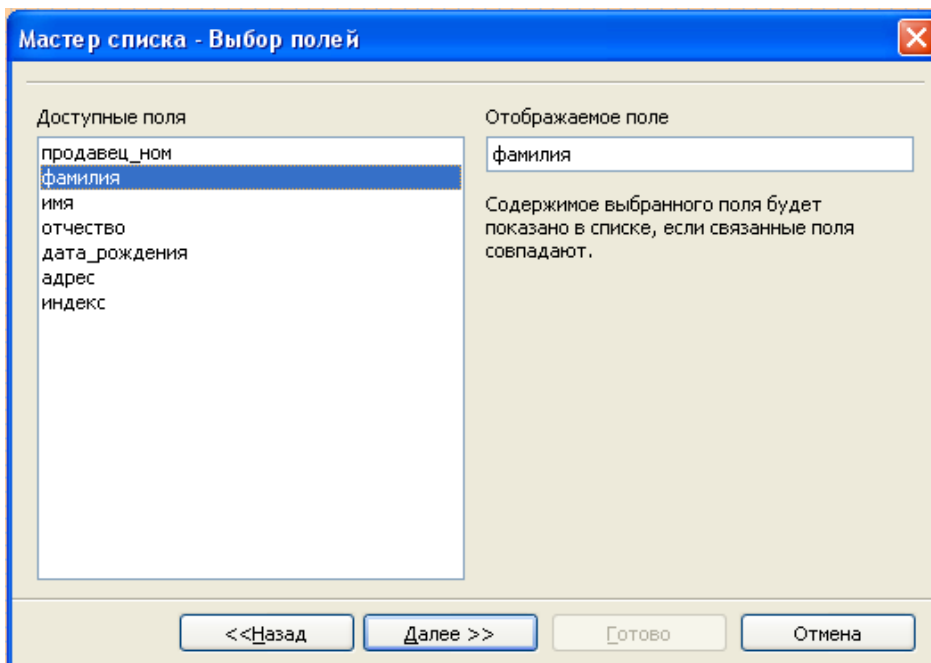 Мастер списка - Выбор полей
Доступные поля
продавец_ном
фамилия
имя
отчество
дата_рождения
адрес
индекс
Отображаемое поле
фамилия
Содержимое выбранного поля будет
показано в списке, если связанные поля
совпадают.
<<Назад
Далее >>
Готово
Отмена